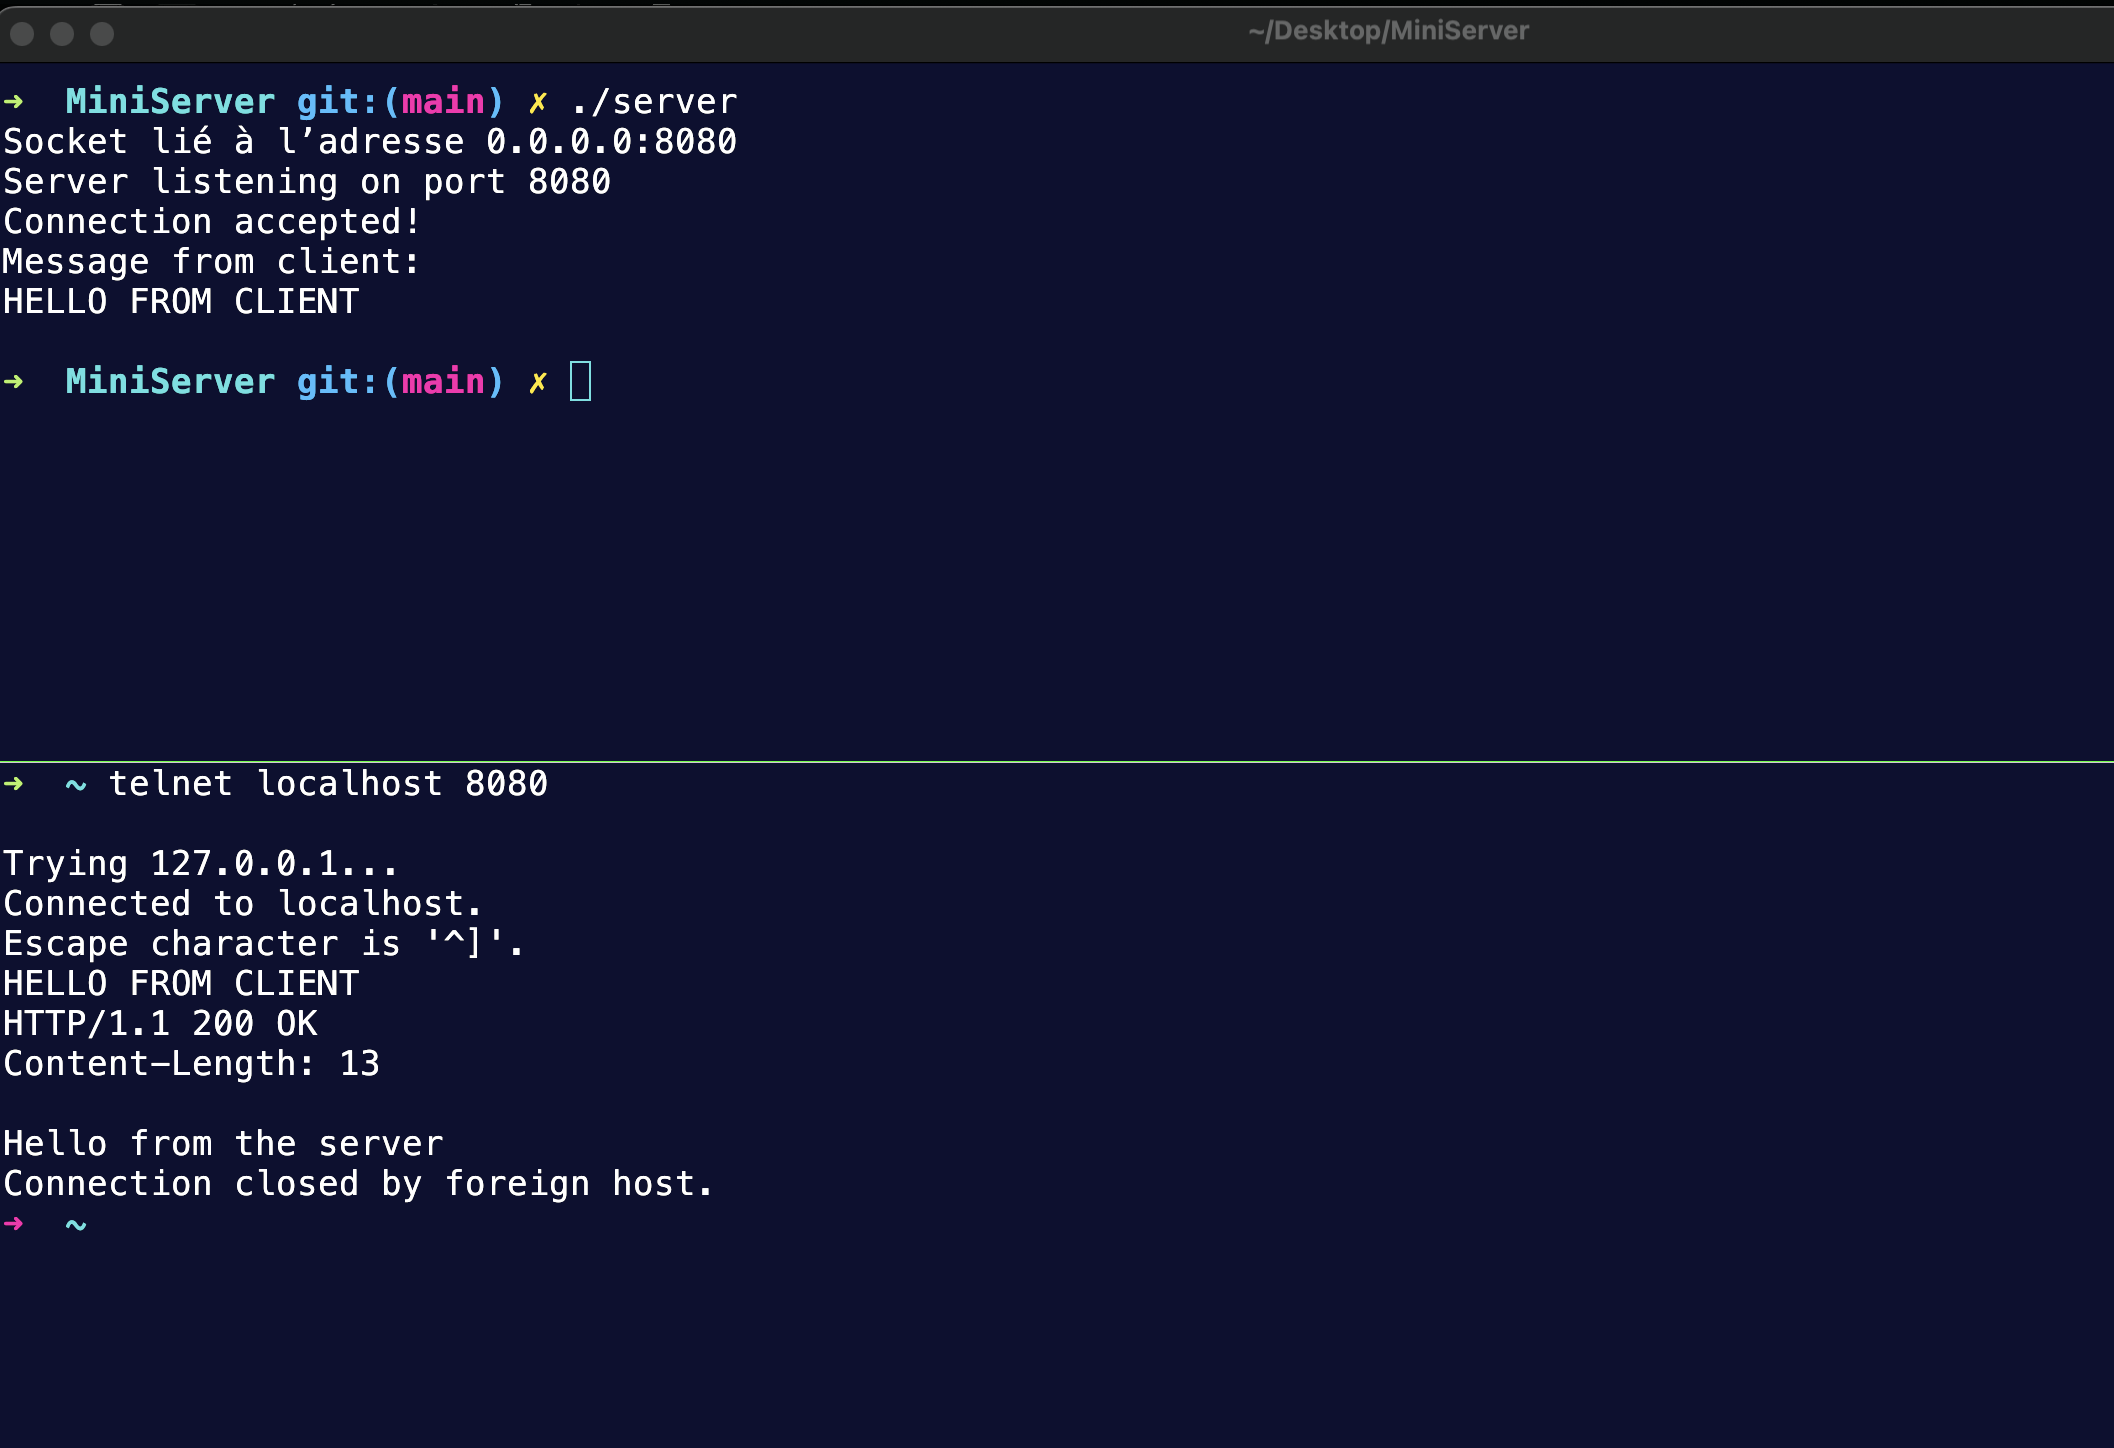 ~/Desktop/MiniServer
➜  MiniServer git:(main) ✗ ./server
Socket lié à l’adresse 0.0.0.0:8080
Server listening on port 8080
Connection accepted!
Message from client:
HELLO FROM CLIENT
➜  MiniServer git:(main) ✗
➜  ~ telnet localhost 8080
Trying 127.0.0.1...
Connected to localhost.
Escape character is '^]'.
HELLO FROM CLIENT
HTTP/1.1 200 OK
Content-Length: 13
Hello from the server
Connection closed by foreign host.
➜  ~